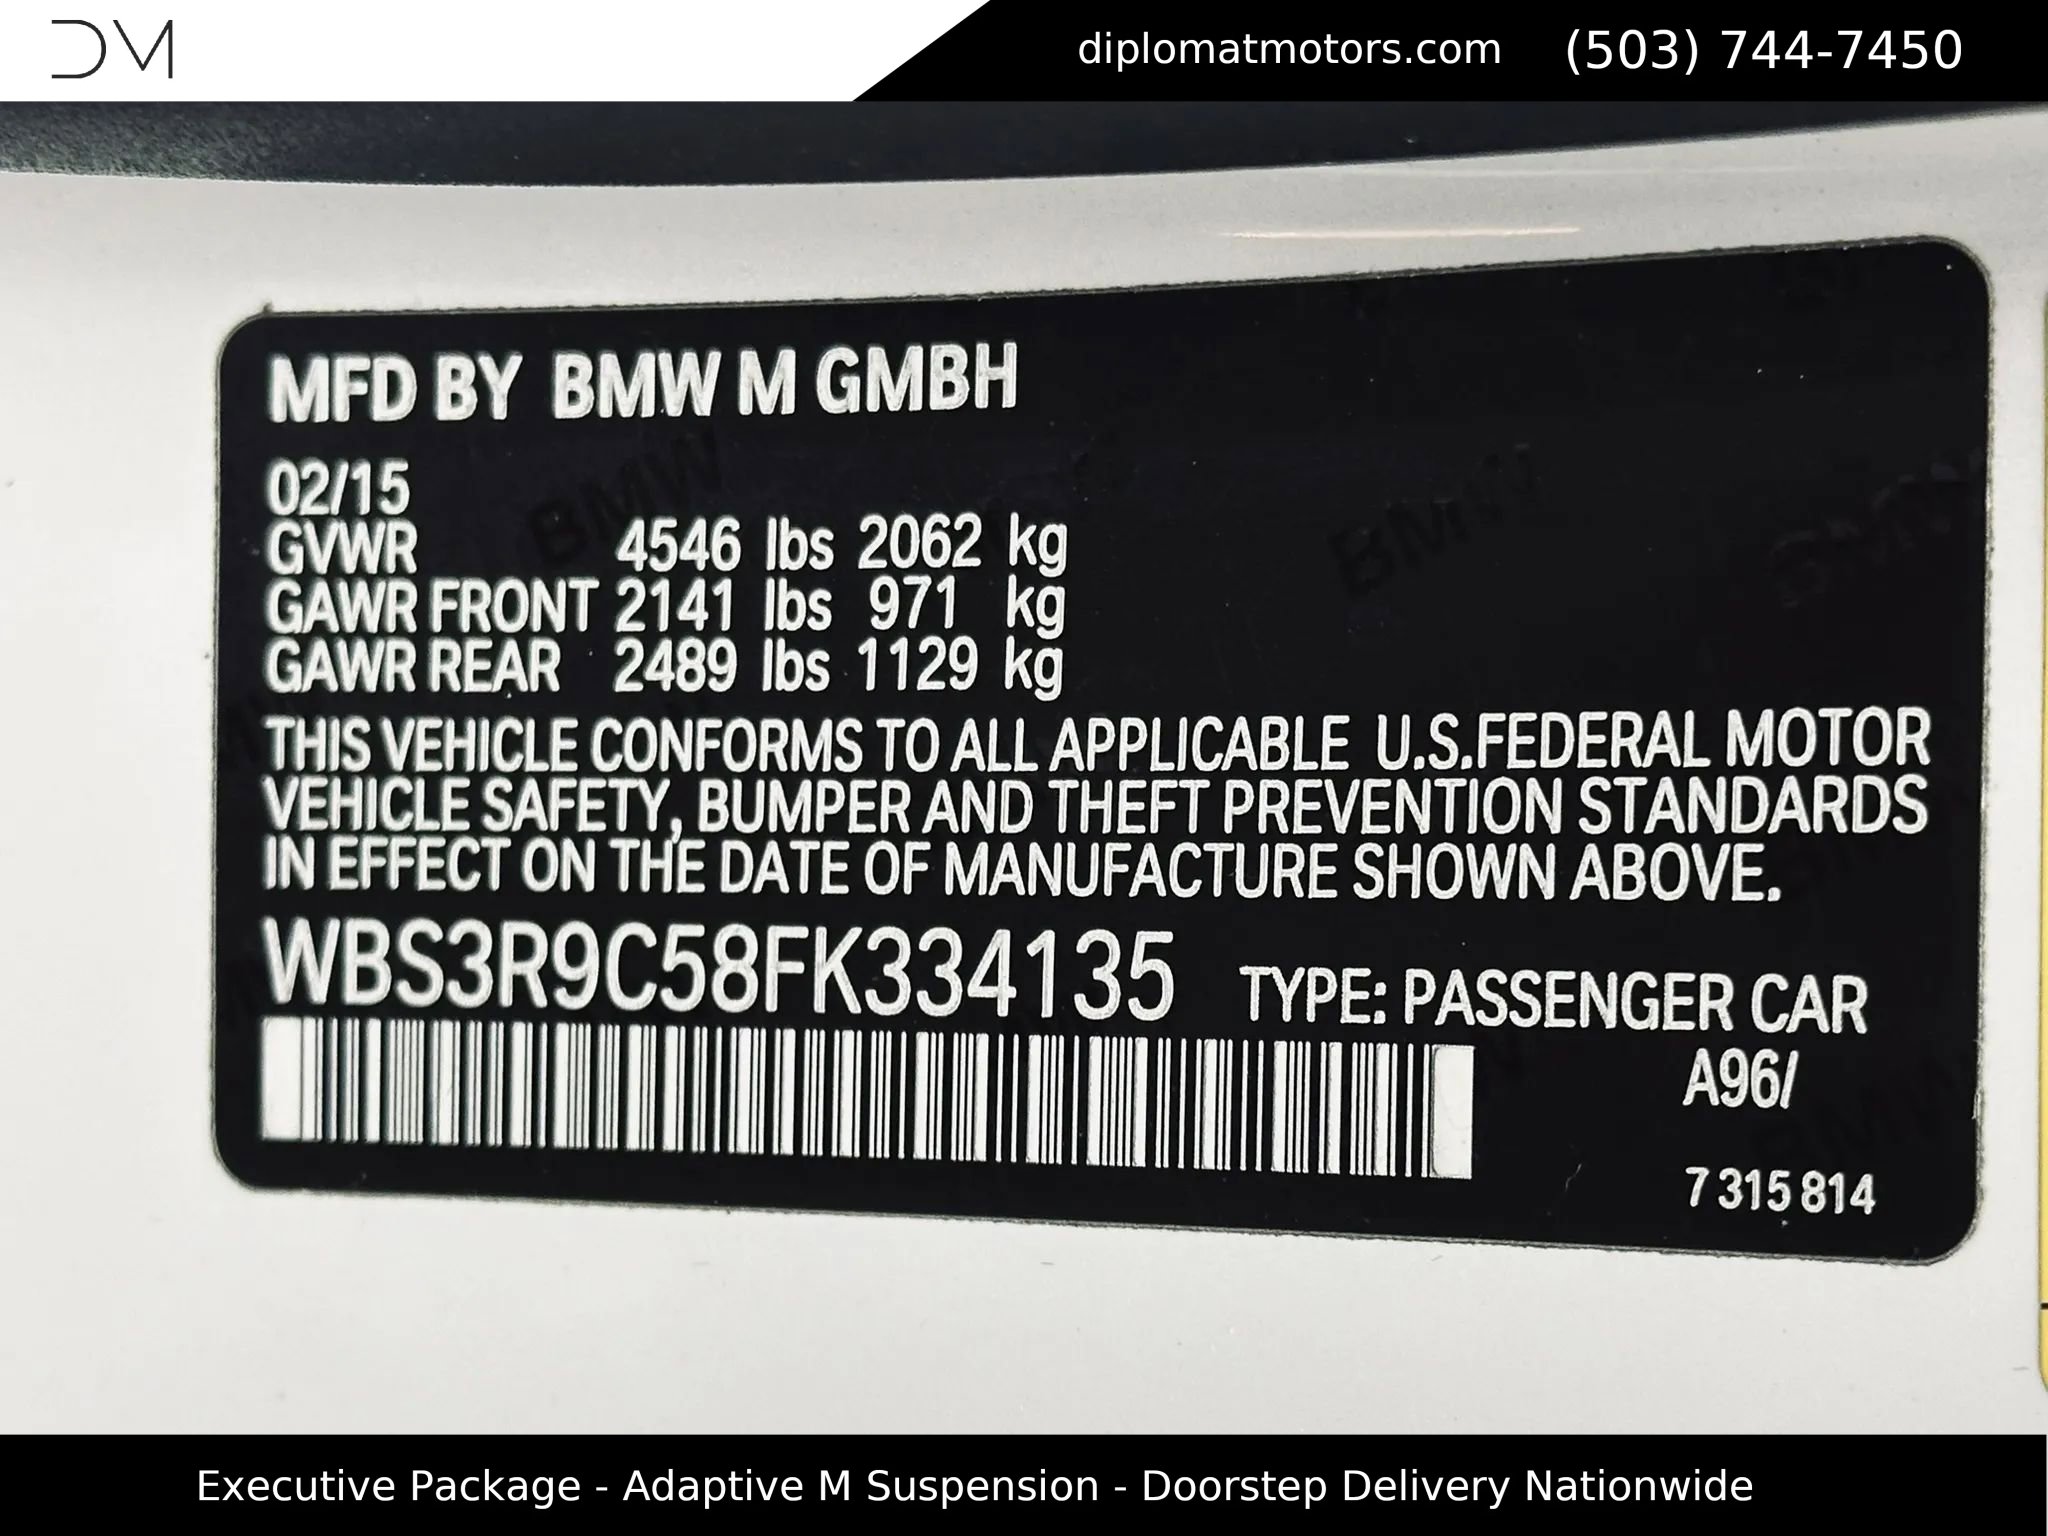 DM
diplomatmotors.com (503) 744-7450
MFD BY BMW M GMBH
02/15
GVWR 4546 lbs 2062 kg
GAWR FRONT 2141 lbs 971 kg
GAWR REAR 2489 lbs 1129 kg
THIS VEHICLE CONFORMS TO ALL APPLICABLE U.S.FEDERAL MOTOR
VEHICLE SAFETY, BUMPER AND THEFT PREVENTION STANDARDS
IN EFFECT ON THE DATE OF MANUFACTURE SHOWN ABOVE.
WBS3R9C58FK334135 TYPE: PASSENGER CAR
A96/
7 315 814
Executive Package - Adaptive M Suspension - Doorstep Delivery Nationwide